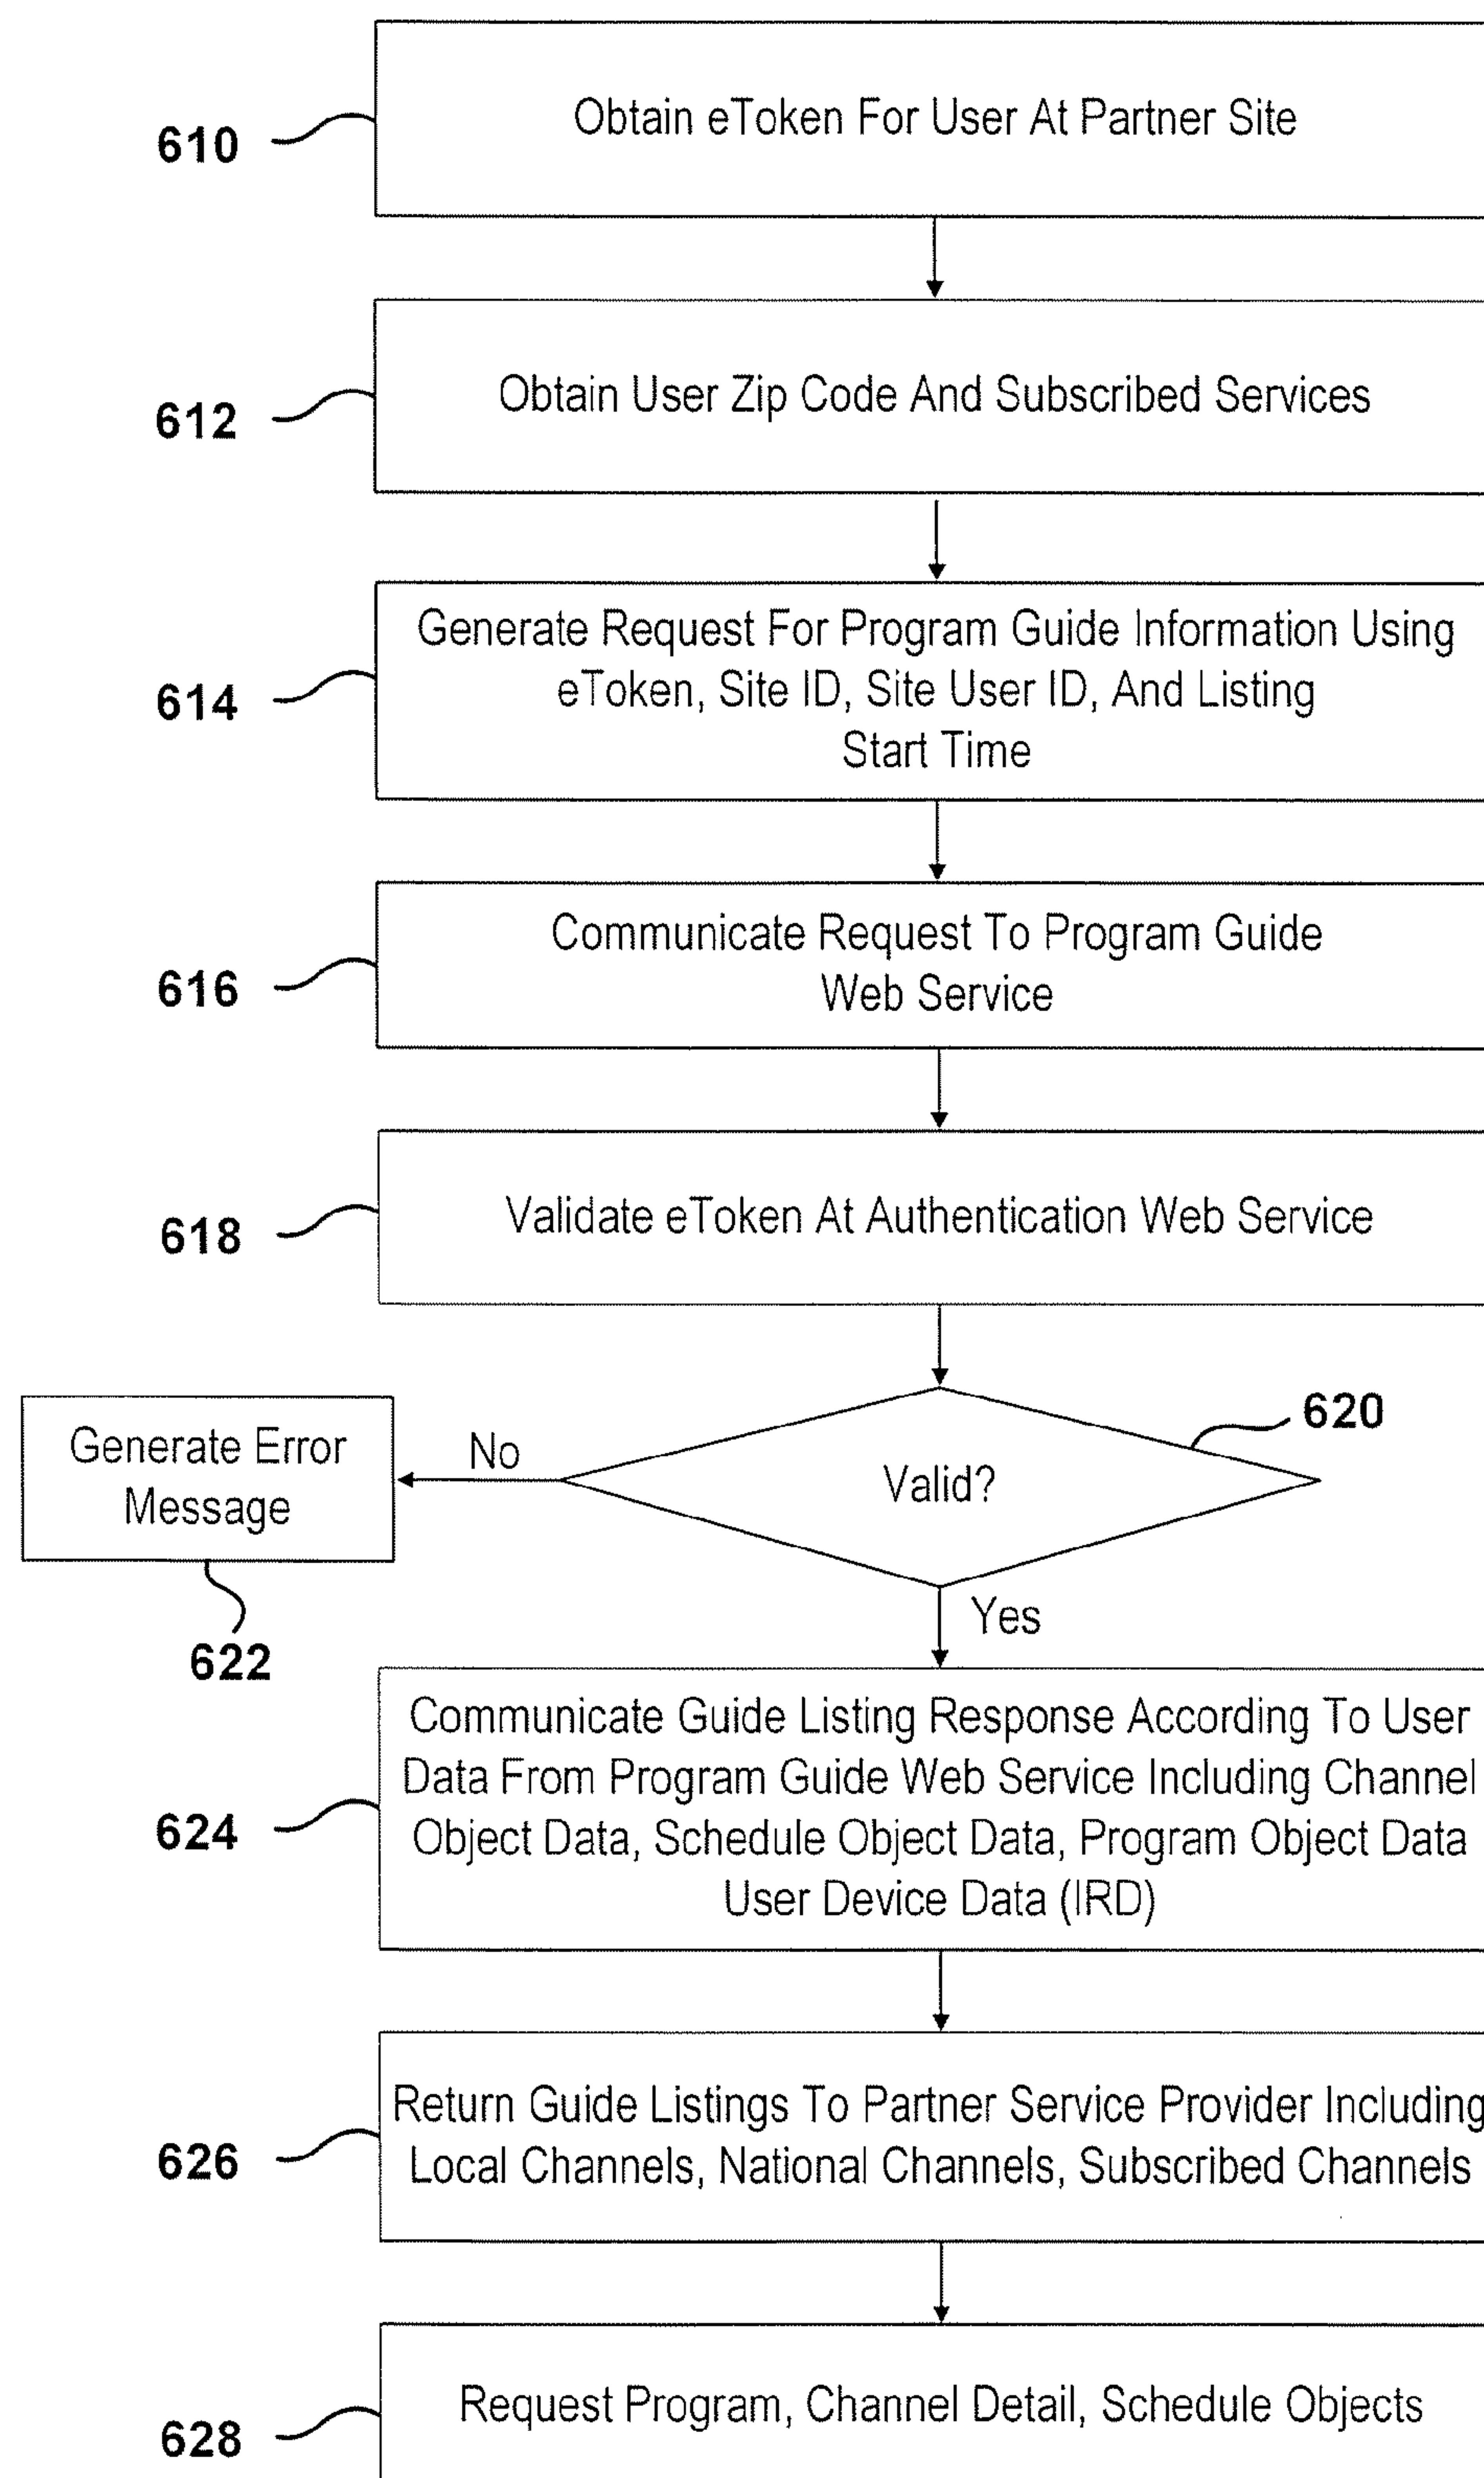 Obtain eToken For User At Partner Site
610
Obtain User Zip Code And Subscribed Services
612
Generate Request For Program Guide Information Using
eToken, Site ID, Site User ID, And Listing
Start Time
614
Communicate Request To Program Guide
Web Service
616
Validate eToken At Authentication Web Service
618
620
Valid?
No
Generate Error
Message
622
Yes
Communicate Guide Listing Response According To User
Data From Program Guide Web Service Including Channel
Object Data, Schedule Object Data, Program Object Data
User Device Data (IRD)
624
Return Guide Listings To Partner Service Provider Including
Local Channels, National Channels, Subscribed Channels
626
Request Program, Channel Detail, Schedule Objects
628